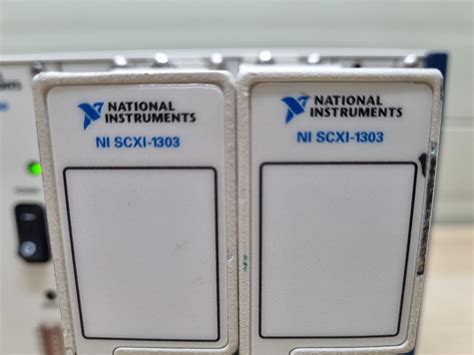 NATIONAL
INSTRUMENTS
NI SCXI-1303
NATIONAL
INSTRUMENTS
NI SCXI-1303